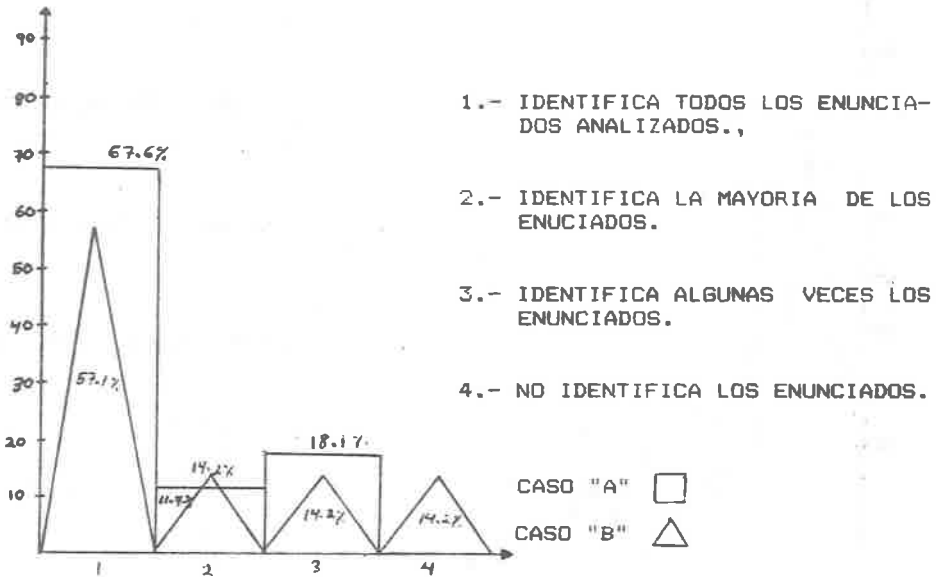 90
80
70
60
50
40
30
20
10
67.6%
57.1%
14.2%
11.7%
18.1%
14.2%
14.2%
1 2 3 4
1.- IDENTIFICA TODOS LOS ENUNCIA-
DOS ANALIZADOS.,
2.- IDENTIFICA LA MAYORIA DE LOS
ENUCIADOS.
3.- IDENTIFICA ALGUNAS VECES LOS
ENUNCIADOS.
4.- NO IDENTIFICA LOS ENUNCIADOS.
CASO "A"
CASO "B"